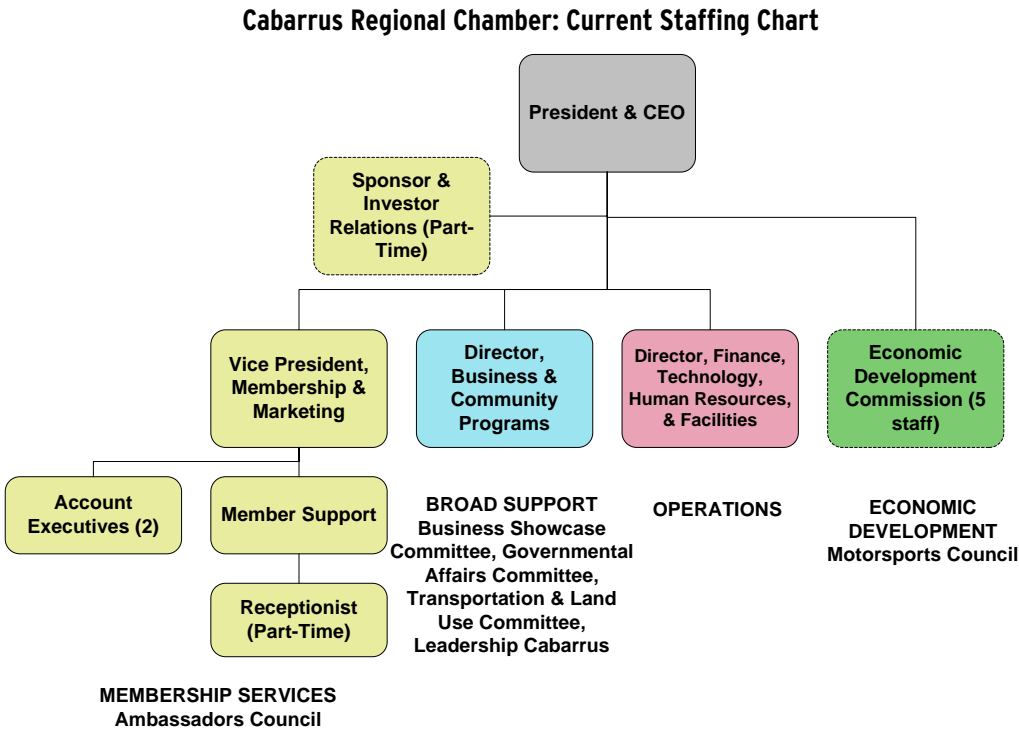 Cabarrus Regional Chamber: Current Staffing Chart
President & CEO
Sponsor &
Investor
Relations (Part-
Time)
Vice President,
Membership &
Marketing
Director,
Business &
Community
Programs
Director, Finance,
Technology,
Human Resources,
& Facilities
Economic
Development
Commission (5
staff)
Account
Executives (2)
Member Support
Receptionist
(Part-Time)
BROAD SUPPORT
Business Showcase
Committee, Governmental
Affairs Committee,
Transportation & Land
Use Committee,
Leadership Cabarrus
OPERATIONS
ECONOMIC
DEVELOPMENT
Motorsports Council
MEMBERSHIP SERVICES
Ambassadors Council